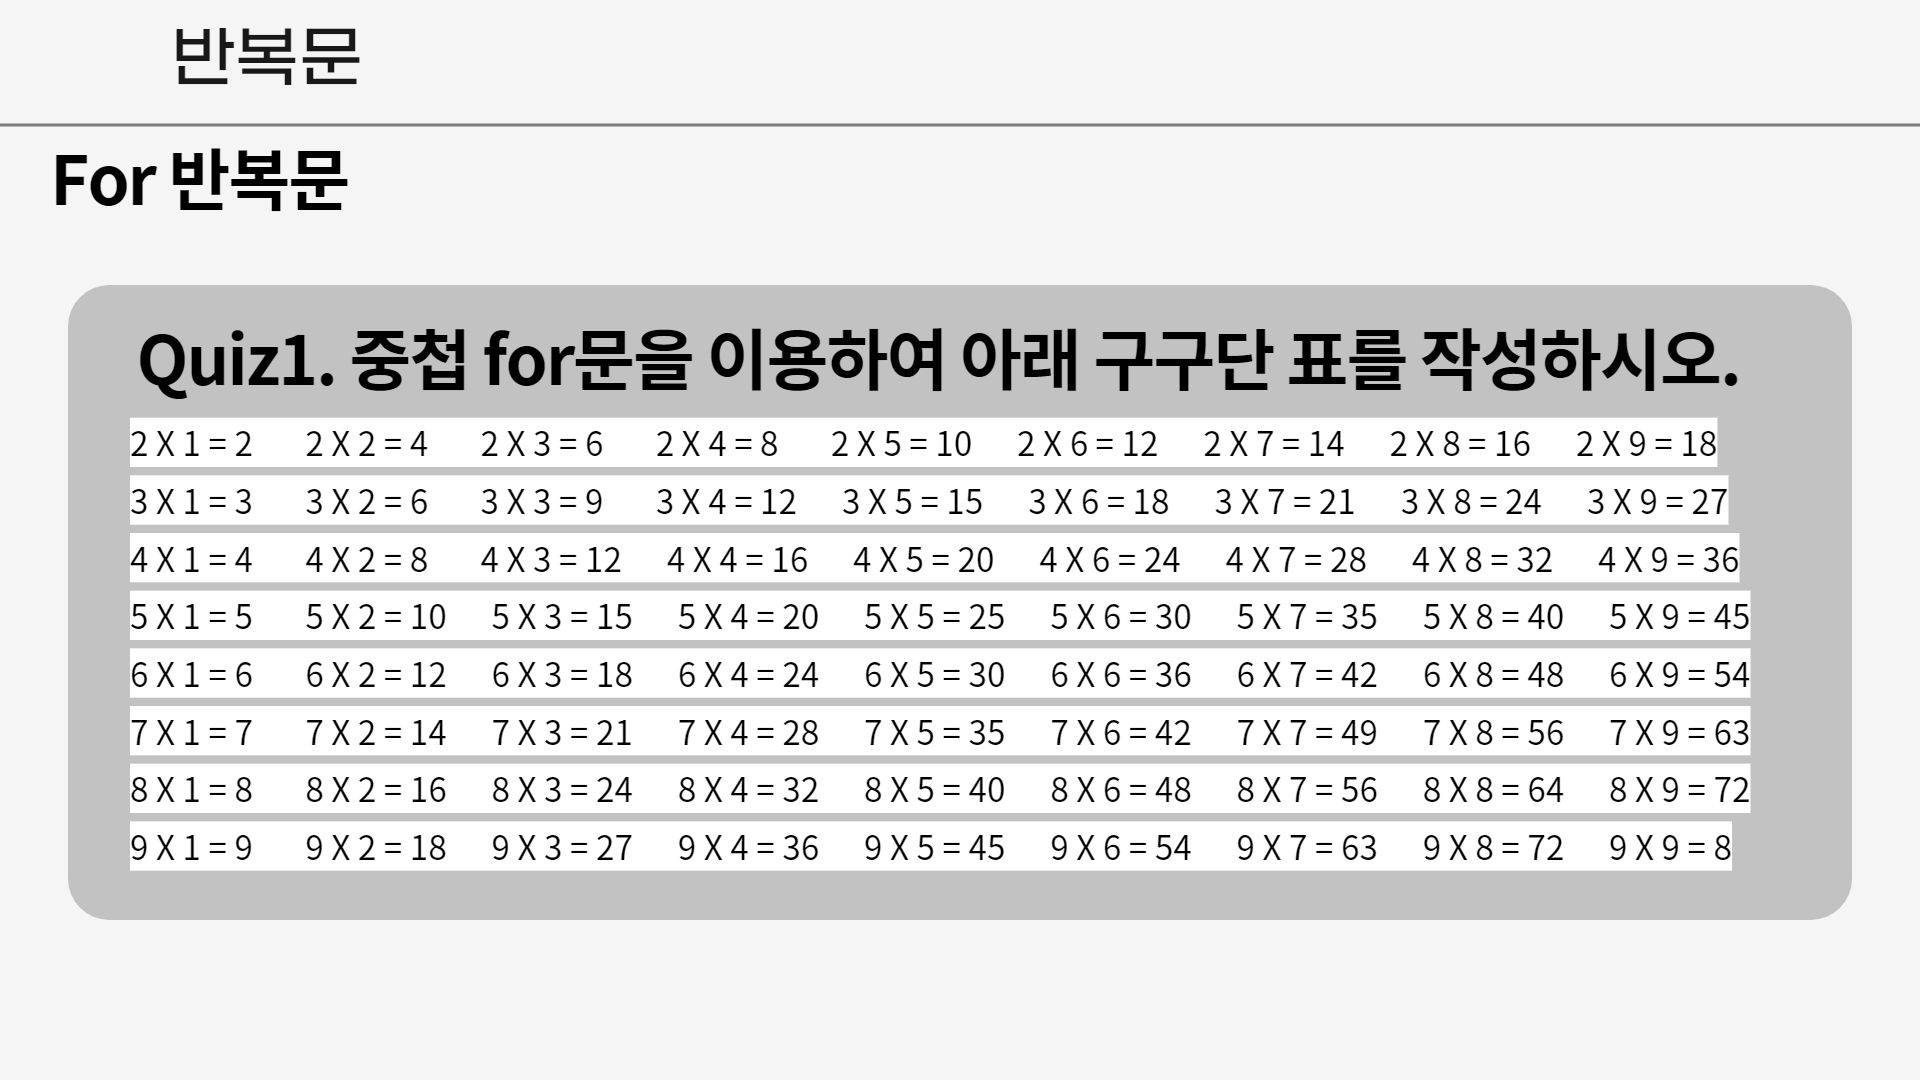 반복문
For 반복문
Quiz1. 중첩 for문을 이용하여 아래 구구단 표를 작성하시오.
2 X 1 = 2 2 X 2 = 4 2 X 3 = 6 2 X 4 = 8 2 X 5 = 10 2 X 6 = 12 2 X 7 = 14 2 X 8 = 16 2 X 9 = 18
3 X 1 = 3 3 X 2 = 6 3 X 3 = 9 3 X 4 = 12 3 X 5 = 15 3 X 6 = 18 3 X 7 = 21 3 X 8 = 24 3 X 9 = 27
4 X 1 = 4 4 X 2 = 8 4 X 3 = 12 4 X 4 = 16 4 X 5 = 20 4 X 6 = 24 4 X 7 = 28 4 X 8 = 32 4 X 9 = 36
5 X 1 = 5 5 X 2 = 10 5 X 3 = 15 5 X 4 = 20 5 X 5 = 25 5 X 6 = 30 5 X 7 = 35 5 X 8 = 40 5 X 9 = 45
6 X 1 = 6 6 X 2 = 12 6 X 3 = 18 6 X 4 = 24 6 X 5 = 30 6 X 6 = 36 6 X 7 = 42 6 X 8 = 48 6 X 9 = 54
7 X 1 = 7 7 X 2 = 14 7 X 3 = 21 7 X 4 = 28 7 X 5 = 35 7 X 6 = 42 7 X 7 = 49 7 X 8 = 56 7 X 9 = 63
8 X 1 = 8 8 X 2 = 16 8 X 3 = 24 8 X 4 = 32 8 X 5 = 40 8 X 6 = 48 8 X 7 = 56 8 X 8 = 64 8 X 9 = 72
9 X 1 = 9 9 X 2 = 18 9 X 3 = 27 9 X 4 = 36 9 X 5 = 45 9 X 6 = 54 9 X 7 = 63 9 X 8 = 72 9 X 9 = 8